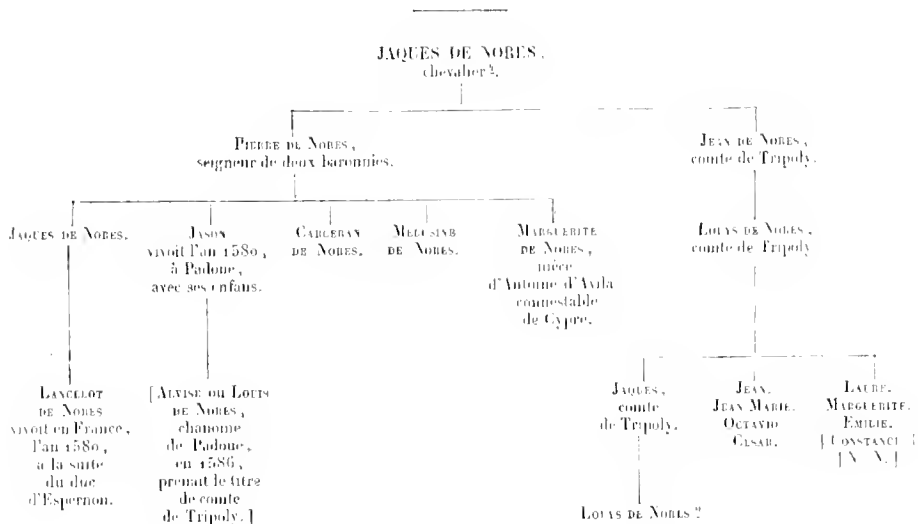 JAQUES DE NORES,
chevalier².
PIERRE DE NORES,
seigneur de deux baronnies.
JEAN DE NORES,
comte de Tripoly.
JAQUES DE NORES.
JASON
vivoit l'an 1580,
à Padoue,
avec ses enfans.
CARCERAN
DE NORES.
MELUSINE
DE NORES.
MARGUERITE
DE NORES,
mère
d'Antoine d'Avila
connestable
de Cypre.
LOUYS DE NORES,
comte de Tripoly
LANCELOT
DE NORES
vivoit en France,
l'an 1580,
a la suite
du duc
d'Espernon.
[ALVISE OU LOUIS
DE NORES,
chanome
de Padoue,
en 1586,
prenait le titre
de comte
de Tripoly.]
JAQUES,
comte
de Tripoly.
JEAN.
JEAN MARIE.
OCTAVIO
CESAR.
LAURE.
MARGUERITE.
EMILIE.
[CONSTANCE]
[N. N.]
LOUYS DE NORES?